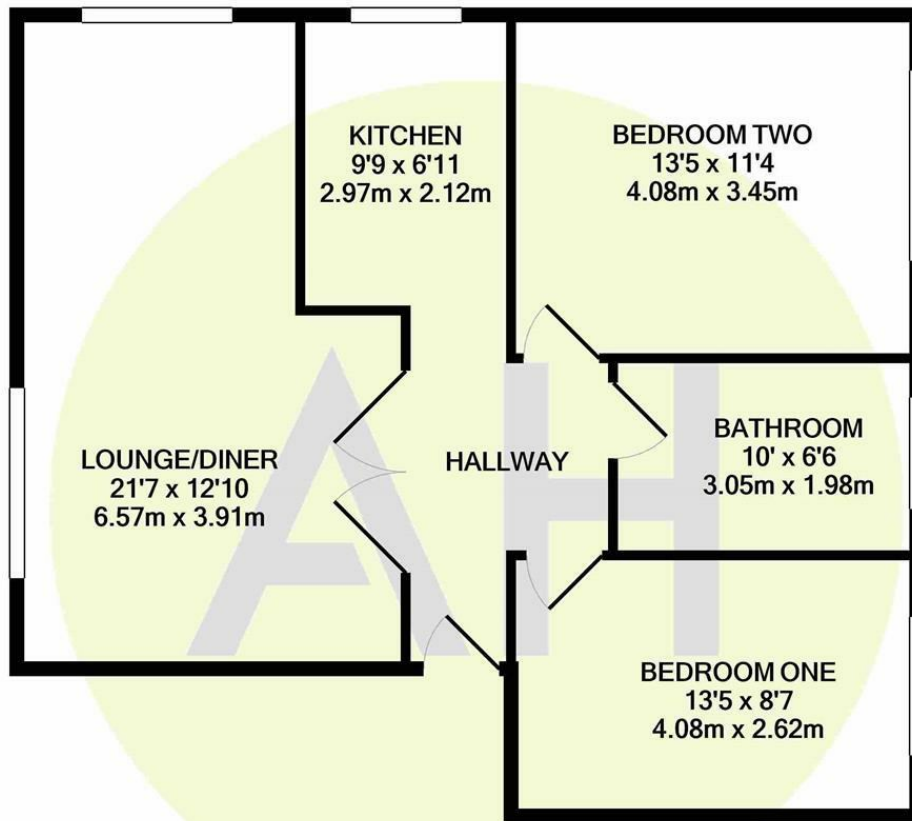 KITCHEN
9'9 x 6'11
2.97m x 2.12m
BEDROOM TWO
13'5 x 11'4
4.08m x 3.45m
LOUNGE/DINER
21'7 x 12'10
6.57m x 3.91m
HALLWAY
BATHROOM
10' x 6'6
3.05m x 1.98m
BEDROOM ONE
13'5 x 8'7
4.08m x 2.62m
AH